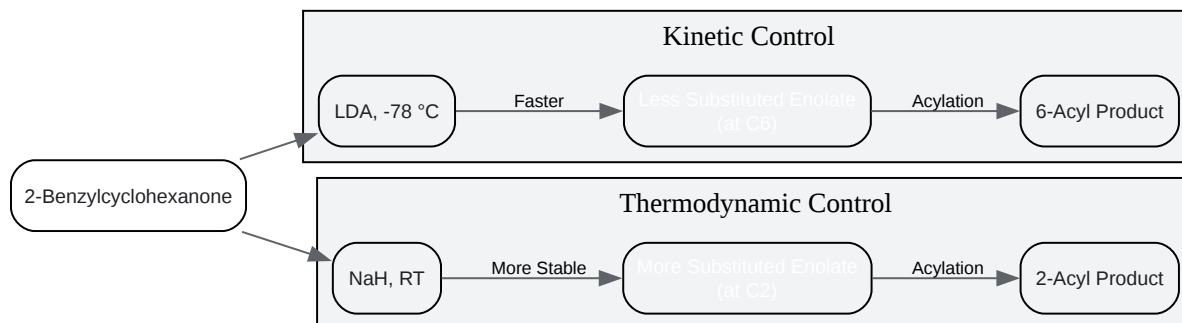 Kinetic Control
LDA, -78 °C
Faster
Less Substituted Enolate
(at C6)
Acylation
6-Acyl Product
2-Benzylcyclohexanone
Thermodynamic Control
NaH, RT
More Stable
More Substituted Enolate
(at C2)
Acylation
2-Acyl Product